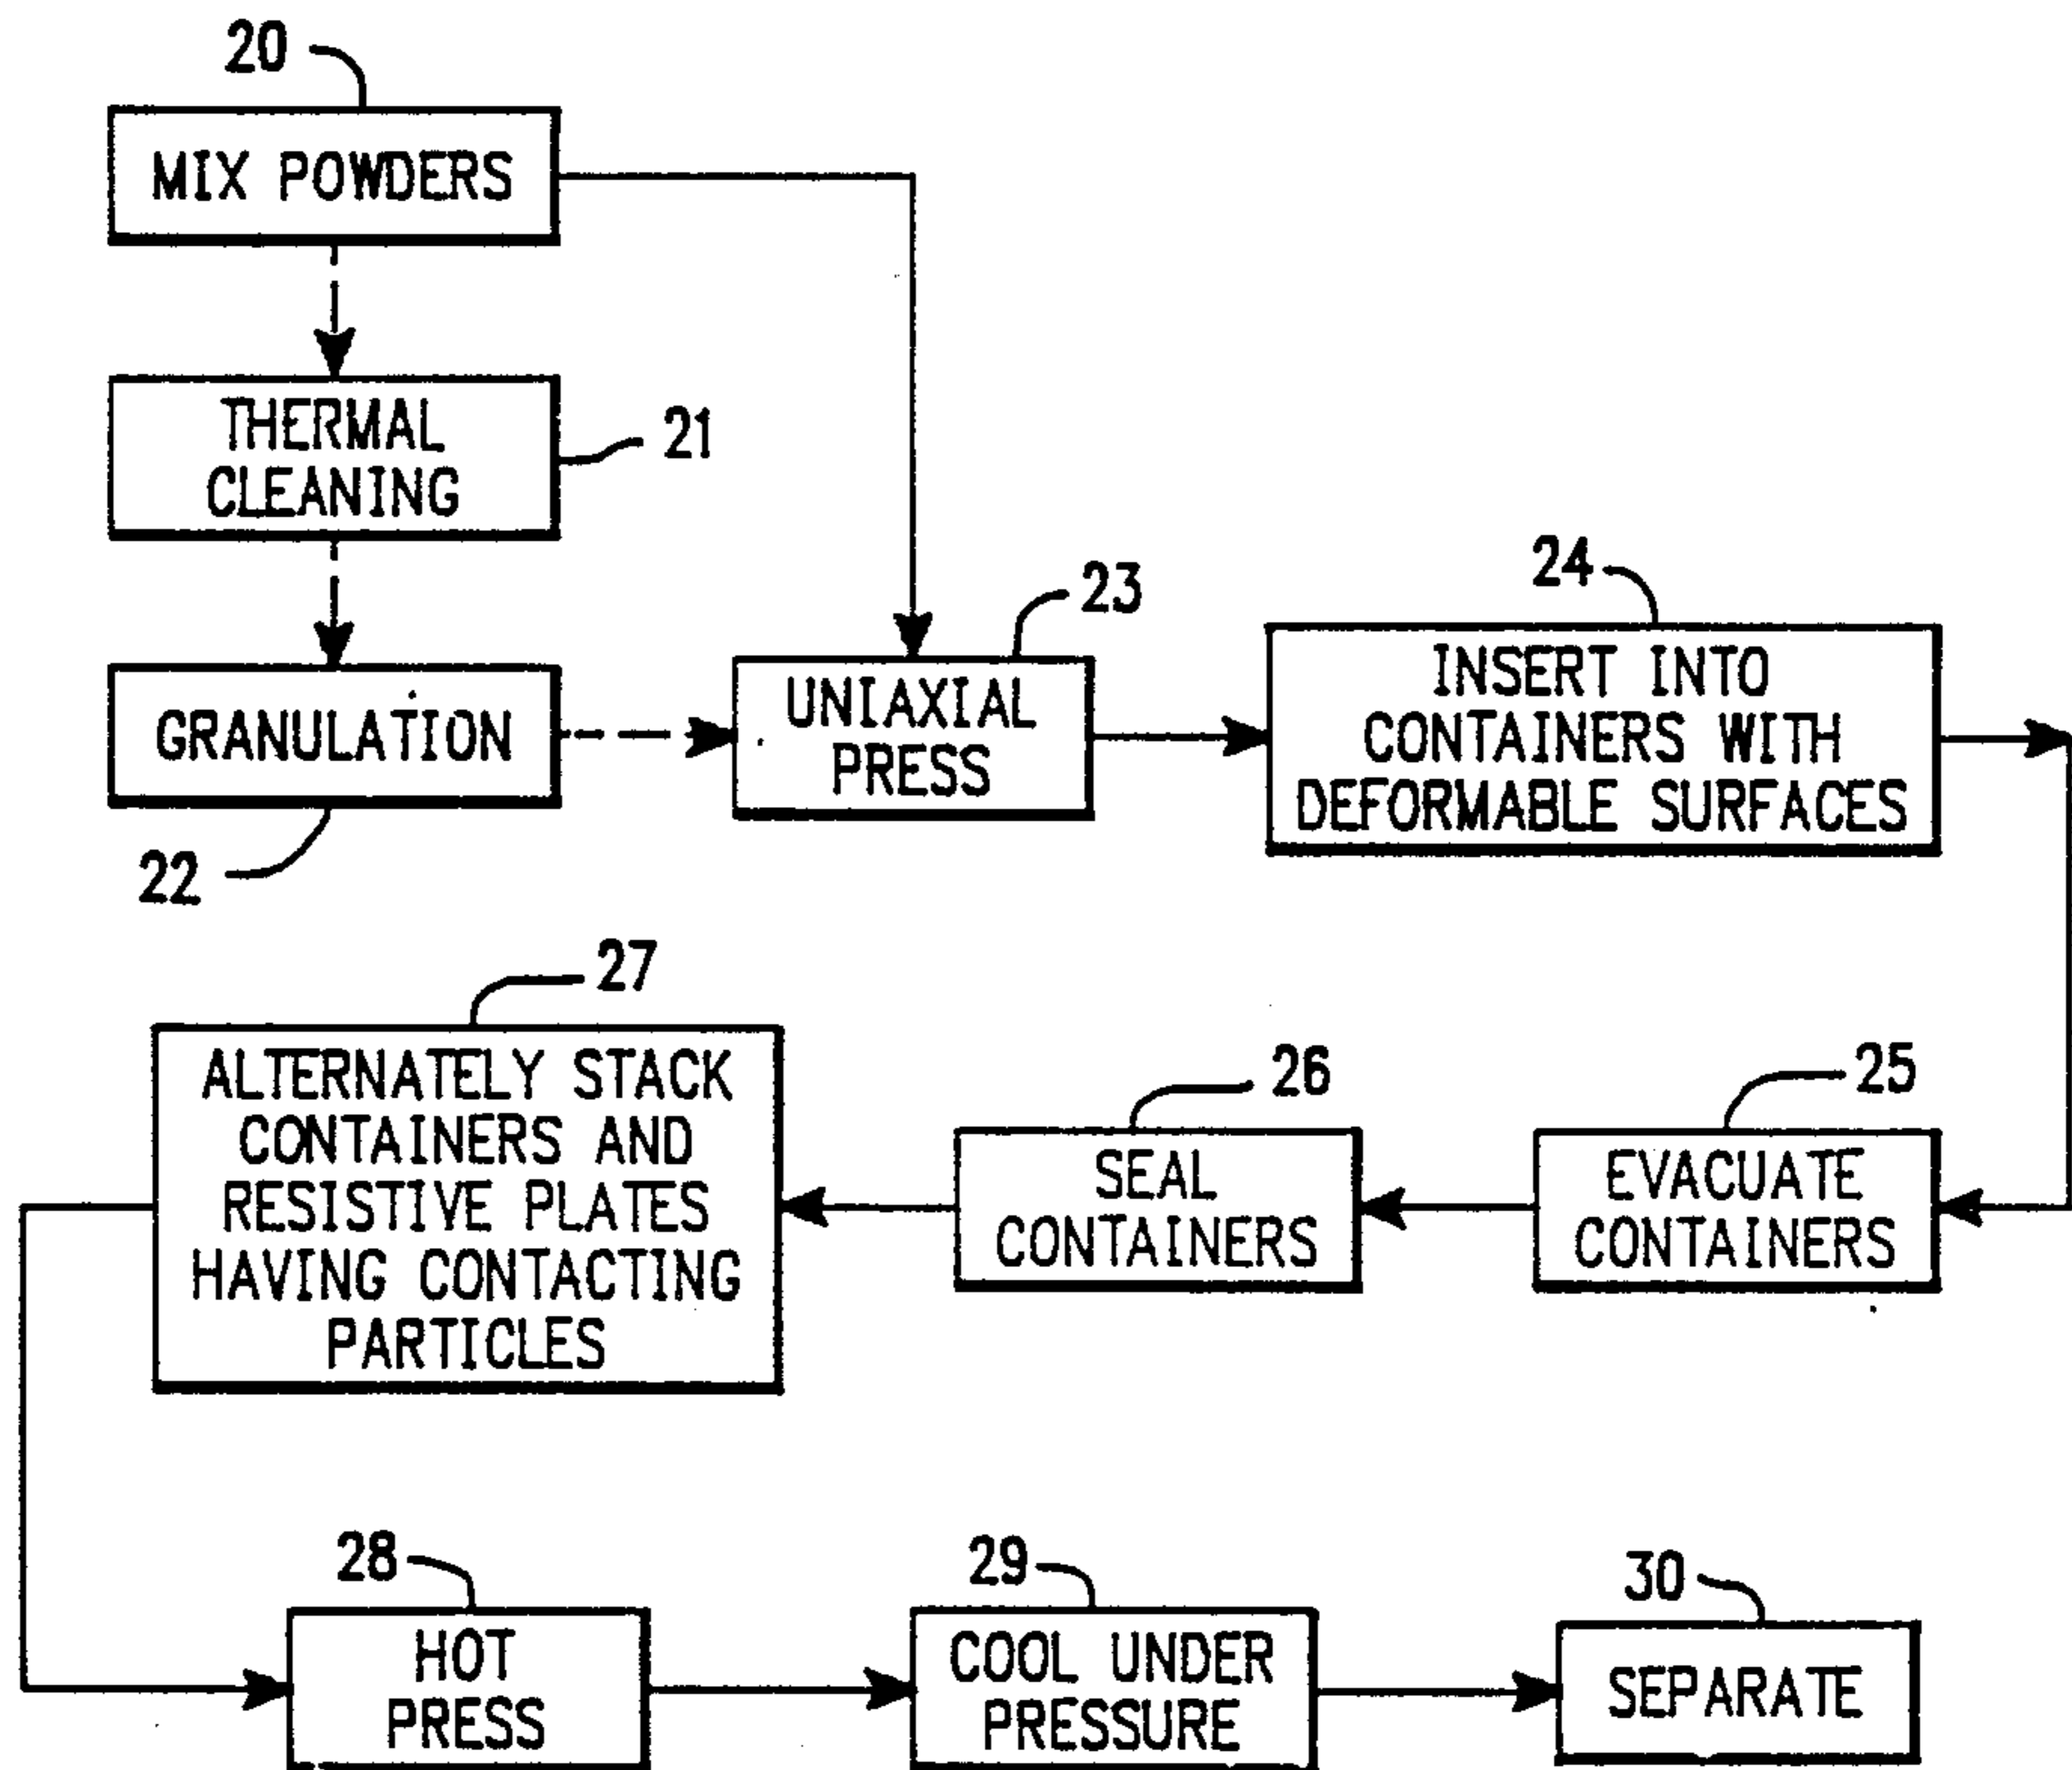 20
MIX POWDERS
THERMAL
CLEANING
21
GRANULATION
22
23
UNIAXIAL
PRESS
24
INSERT INTO
CONTAINERS WITH
DEFORMABLE SURFACES
25
EVACUATE
CONTAINERS
26
SEAL
CONTAINERS
27
ALTERNATELY STACK
CONTAINERS AND
RESISTIVE PLATES
HAVING CONTACTING
PARTICLES
28
HOT
PRESS
29
COOL UNDER
PRESSURE
30
SEPARATE